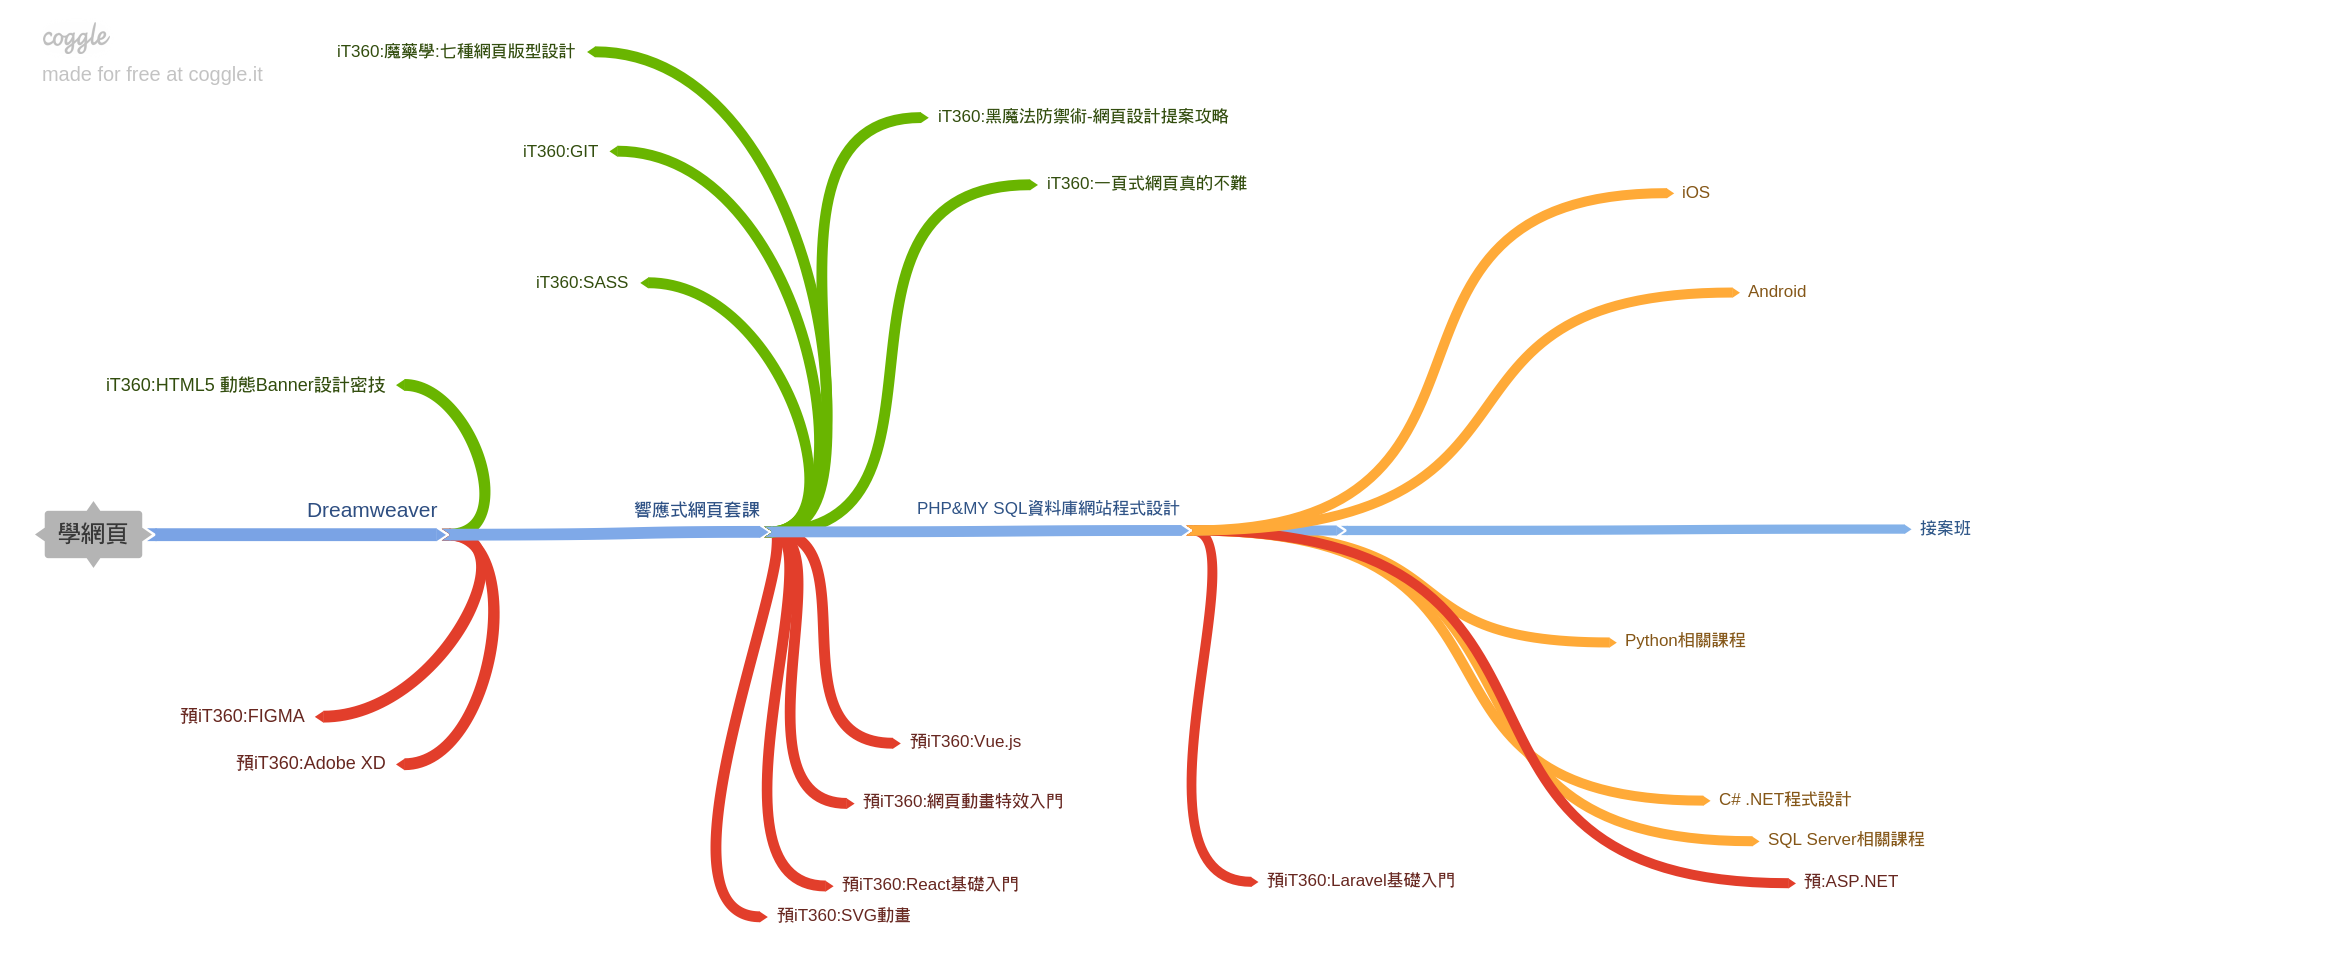 coggle
made for free at coggle.it
iT360:魔藥學:七種網頁版型設計
iT360:黑魔法防禦術-網頁設計提案攻略
iT360:GIT
iT360:一頁式網頁真的不難
iOS
iT360:SASS
Android
iT360:HTML5 動態Banner設計密技
Dreamweaver
響應式網頁套課
PHP&MY SQL資料庫網站程式設計
學網頁
接案班
Python相關課程
預iT360:FIGMA
預iT360:Vue.js
預iT360:Adobe XD
預iT360:網頁動畫特效入門
C# .NET程式設計
SQL Server相關課程
預iT360:Laravel基礎入門
預:ASP.NET
預iT360:React基礎入門
預iT360:SVG動畫